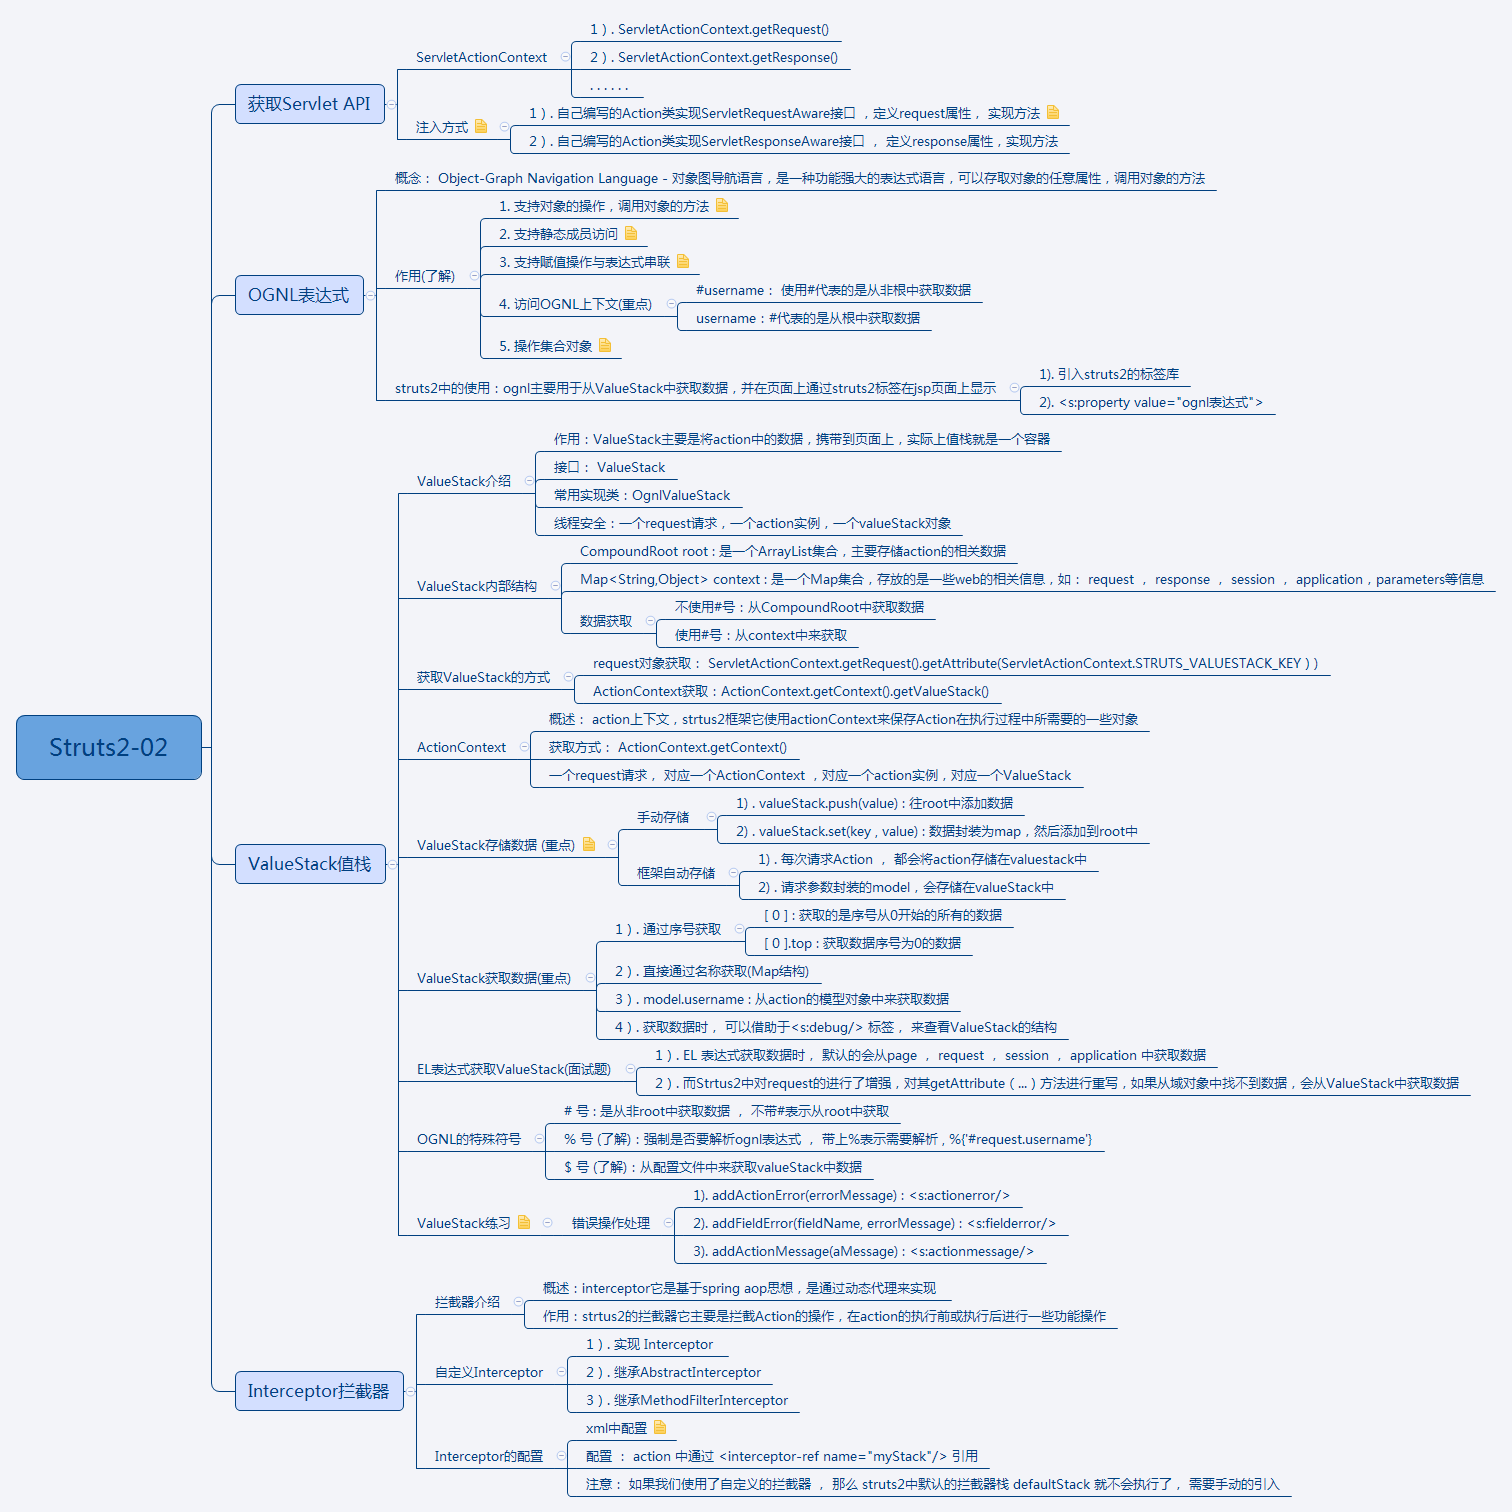 Struts2-02
获取Servlet API
ServletActionContext
1 ) . ServletActionContext.getRequest()
2 ) . ServletActionContext.getResponse()
. . . . . .
注入方式
1 ) . 自己编写的Action类实现ServletRequestAware接口 ，定义request属性， 实现方法
2 ) . 自己编写的Action类实现ServletResponseAware接口 ， 定义response属性，实现方法
OGNL表达式
概念： Object-Graph Navigation Language - 对象图导航语言，是一种功能强大的表达式语言，可以存取对象的任意属性，调用对象的方法
作用(了解)
1. 支持对象的操作，调用对象的方法
2. 支持静态成员访问
3. 支持赋值操作与表达式串联
4. 访问OGNL上下文(重点)
#username： 使用#代表的是从非根中获取数据
username：#代表的是从根中获取数据
5. 操作集合对象
struts2中的使用：ognl主要用于从ValueStack中获取数据，并在页面上通过struts2标签在jsp页面上显示
1). 引入struts2的标签库
2). <s:property value="ognl表达式">
ValueStack值栈
ValueStack介绍
作用：ValueStack主要是将action中的数据，携带到页面上，实际上值栈就是一个容器
接口： ValueStack
常用实现类：OgnlValueStack
线程安全：一个request请求，一个action实例，一个valueStack对象
ValueStack内部结构
CompoundRoot root : 是一个ArrayList集合，主要存储action的相关数据
Map<String,Object> context : 是一个Map集合，存放的是一些web的相关信息，如： request ， response ， session ， application，parameters等信息
数据获取
不使用#号：从CompoundRoot中获取数据
使用#号：从context中来获取
获取ValueStack的方式
request对象获取： ServletActionContext.getRequest().getAttribute(ServletActionContext.STRUTS_VALUESTACK_KEY ) )
ActionContext获取：ActionContext.getContext().getValueStack()
ActionContext
概述： action上下文，strtus2框架它使用actionContext来保存Action在执行过程中所需要的一些对象
获取方式： ActionContext.getContext()
一个request请求， 对应一个ActionContext ，对应一个action实例，对应一个ValueStack
ValueStack存储数据 (重点)
手动存储
1) . valueStack.push(value) : 往root中添加数据
2) . valueStack.set(key , value) : 数据封装为map，然后添加到root中
框架自动存储
1) . 每次请求Action ， 都会将action存储在valuestack中
2) . 请求参数封装的model，会存储在valueStack中
ValueStack获取数据(重点)
1 ) . 通过序号获取
[ 0 ] : 获取的是序号从0开始的所有的数据
[ 0 ].top : 获取数据序号为0的数据
2 ) . 直接通过名称获取(Map结构)
3 ) . model.username : 从action的模型对象中来获取数据
4 ) . 获取数据时， 可以借助于<s:debug/> 标签， 来查看ValueStack的结构
EL表达式获取ValueStack(面试题)
1 ) . EL 表达式获取数据时， 默认的会从page ， request ， session ， application 中获取数据
2 ) . 而Strtus2中对request的进行了增强，对其getAttribute ( ... ) 方法进行重写，如果从域对象中找不到数据，会从ValueStack中获取数据
OGNL的特殊符号
# 号 : 是从非root中获取数据 ， 不带#表示从root中获取
% 号 (了解) : 强制是否要解析ognl表达式 ， 带上%表示需要解析 , %{'#request.username'}
$ 号 (了解) : 从配置文件中来获取valueStack中数据
ValueStack练习
错误操作处理
1). addActionError(errorMessage) : <s:actionerror/>
2). addFieldError(fieldName, errorMessage) : <s:fielderror/>
3). addActionMessage(aMessage) : <s:actionmessage/>
Interceptor拦截器
拦截器介绍
概述：interceptor它是基于spring aop思想，是通过动态代理来实现
作用：strtus2的拦截器它主要是拦截Action的操作，在action的执行前或执行后进行一些功能操作
自定义Interceptor
1 ) . 实现 Interceptor
2 ) . 继承AbstractInterceptor
3 ) . 继承MethodFilterInterceptor
Interceptor的配置
xml中配置
配置 ： action 中通过 <interceptor-ref name="myStack"/> 引用
注意： 如果我们使用了自定义的拦截器 ， 那么 struts2中默认的拦截器栈 defaultStack 就不会执行了， 需要手动的引入